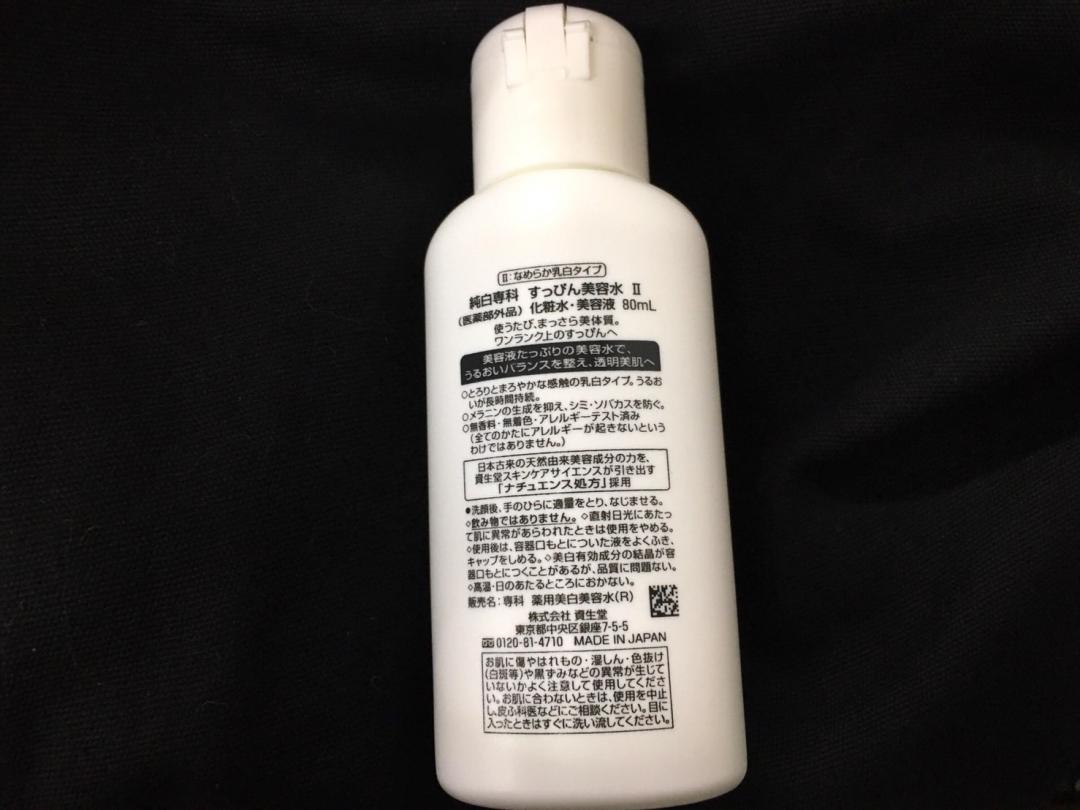 Ⅱ:なめらか乳白タイプ
純白専科 すっぴん美容水 Ⅱ
(医薬部外品) 化粧水・美容液 80mL
使うたび、まっさら美体質。
ワンランク上のすっぴんへ
美容液たっぷりの美容水で、
うるおいバランスを整え、透明美肌へ
○とろりとまろやかな感触の乳白タイプ。うるお
いが長時間持続。
○メラニンの生成を抑え、シミ・ソバカスを防ぐ。
○無香料・無着色・アレルギーテスト済み
(全てのかたにアレルギーが起きないという
わけではありません。)
日本古来の天然由来美容成分の力を、
資生堂スキンケアサイエンスが引き出す
「ナチュエンス処方」採用
●洗顔後、手のひらに適量をとり、なじませる。
◇飲み物ではありません。◇直射日光にあたっ
て肌に異常があらわれたときは使用をやめる。
◇使用後は、容器口もとについた液をよくふき、
キャップをしめる。◇美白有効成分の結晶が容
器口もとにつくことがあるが、品質に問題ない。
◇高温・日のあたるところにおかない。
販売名:専科 薬用美白美容水(R)
株式会社 資生堂
東京都中央区銀座7-5-5
0120-81-4710 MADE IN JAPAN
お肌に傷やはれもの・湿しん・色抜け
(白斑等)や黒ずみなどの異常が生じて
いないかよく注意して使用してくださ
い。お肌に合わないときは、使用を中止
し、皮ふ科医などにご相談ください。目に
入ったときはすぐに洗い流してください。